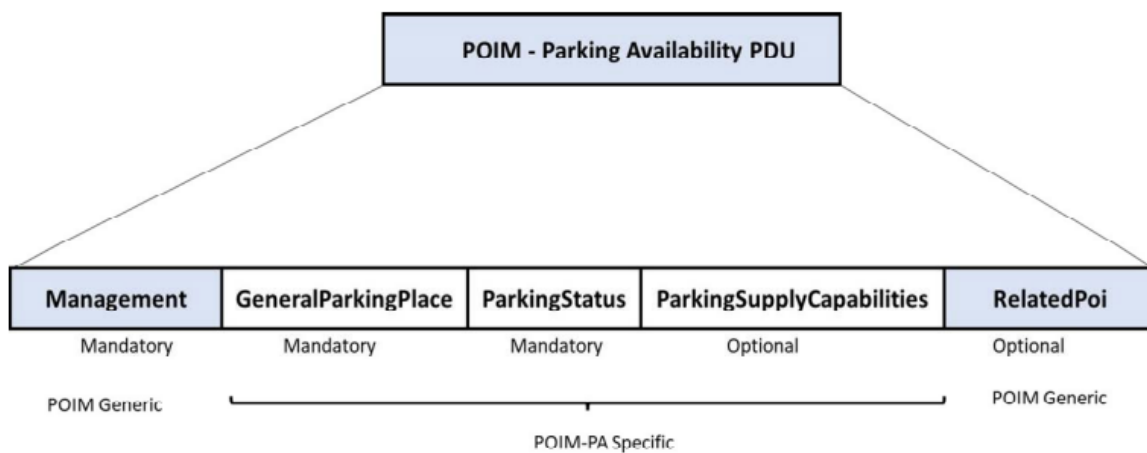 POIM - Parking Availability PDU
Management GeneralParkingPlace ParkingStatus ParkingSupplyCapabilities RelatedPoi
Mandatory Mandatory Mandatory Optional Optional
POIM Generic POIM Generic
POIM-PA Specific